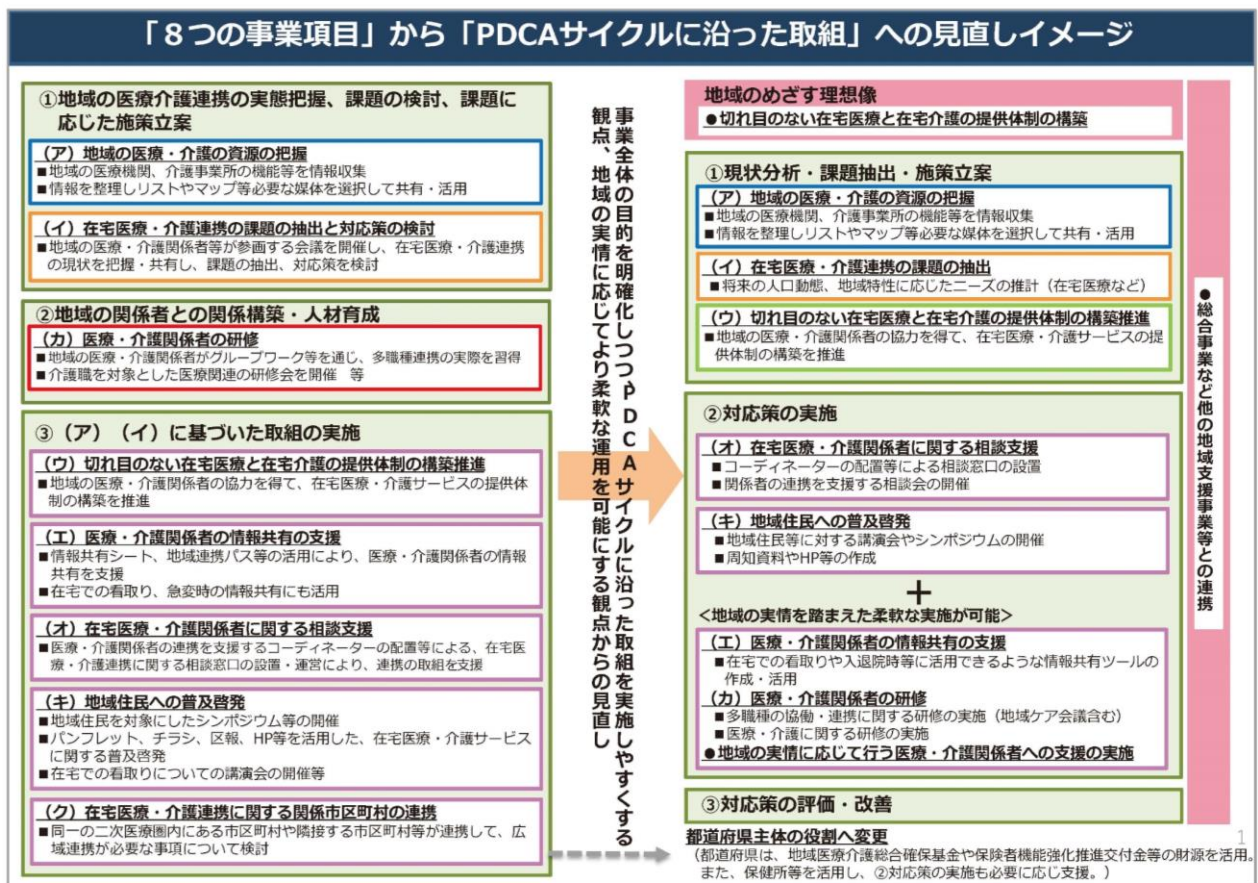 「８つの事業項目」から「PDCAサイクルに沿った取組」への見直しイメージ
①地域の医療介護連携の実態把握、課題の検討、課題に
応じた施策立案
（ア）地域の医療・介護の資源の把握
■地域の医療機関、介護事業所の機能等を情報収集
■情報を整理しリストやマップ等必要な媒体を選択して共有・活用
（イ）在宅医療・介護連携の課題の抽出と対応策の検討
■地域の医療・介護関係者等が参画する会議を開催し、在宅医療・介護連携
の現状を把握・共有し、課題の抽出、対応策を検討
②地域の関係者との関係構築・人材育成
（カ）医療・介護関係者の研修
■地域の医療・介護関係者がグループワーク等を通じ、多職種連携の実際を習得
■介護職を対象とした医療関連の研修会を開催　等
③（ア）（イ）に基づいた取組の実施
（ウ）切れ目のない在宅医療と在宅介護の提供体制の構築推進
■地域の医療・介護関係者の協力を得て、在宅医療・介護サービスの提供体
制の構築を推進
（エ）医療・介護関係者の情報共有の支援
■情報共有シート、地域連携パス等の活用により、医療・介護関係者の情報
共有を支援
■在宅での看取り、急変時の情報共有にも活用
（オ）在宅医療・介護関係者に関する相談支援
■医療・介護関係者の連携を支援するコーディネーターの配置等による、在宅医
療・介護連携に関する相談窓口の設置・運営により、連携の取組を支援
（キ）地域住民への普及啓発
■地域住民を対象にしたシンポジウム等の開催
■パンフレット、チラシ、区報、HP等を活用した、在宅医療・介護サービス
に関する普及啓発
■在宅での看取りについての講演会の開催等
（ク）在宅医療・介護連携に関する関係市区町村の連携
■同一の二次医療圏内にある市区町村や隣接する市区町村等が連携して、広
域連携が必要な事項について検討
事業全体の目的を明確化しつつ、PDCAサイクルに沿った取組を実施しやすくする
観点、地域の実情に応じてより柔軟な運用を可能にする観点からの見直し
地域のめざす理想像
●切れ目のない在宅医療と在宅介護の提供体制の構築
①現状分析・課題抽出・施策立案
（ア）地域の医療・介護の資源の把握
■地域の医療機関、介護事業所の機能等を情報収集
■情報を整理しリストやマップ等必要な媒体を選択して共有・活用
（イ）在宅医療・介護連携の課題の抽出
■将来の人口動態、地域特性に応じたニーズの推計（在宅医療など）
（ウ）切れ目のない在宅医療と在宅介護の提供体制の構築推進
■地域の医療・介護関係者の協力を得て、在宅医療・介護サービスの提
供体制の構築を推進
②対応策の実施
（オ）在宅医療・介護関係者に関する相談支援
■コーディネーターの配置等による相談窓口の設置
■関係者の連携を支援する相談会の開催
（キ）地域住民への普及啓発
■地域住民等に対する講演会やシンポジウムの開催
■周知資料やHP等の作成
＋
＜地域の実情を踏まえた柔軟な実施が可能＞
（エ）医療・介護関係者の情報共有の支援
■在宅での看取りや入退院時等に活用できるような情報共有ツールの
作成・活用
（カ）医療・介護関係者の研修
■多職種の協働・連携に関する研修の実施（地域ケア会議含む）
■医療・介護に関する研修の実施
●地域の実情に応じて行う医療・介護関係者への支援の実施
③対応策の評価・改善
●総合事業など他の地域支援事業等との連携
都道府県主体の役割へ変更
（都道府県は、地域医療介護総合確保基金や保険者機能強化推進交付金等の財源を活用。
また、保健所等を活用し、②対応策の実施も必要に応じ支援。）
1